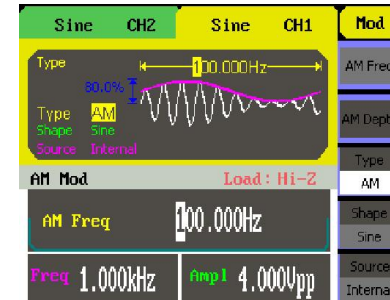 Sine CH2 Sine CH1 Mod
Type 100.000Hz
80.0%
Type AM
Shape Sine
Source Internal
AM Mod Load: Hi-Z
AM Freq 100.000Hz
Freq 1.000kHz Ampl 4.000Vpp
AM Freq
AM Dept
Type
AM
Shape
Sine
Source
Interna